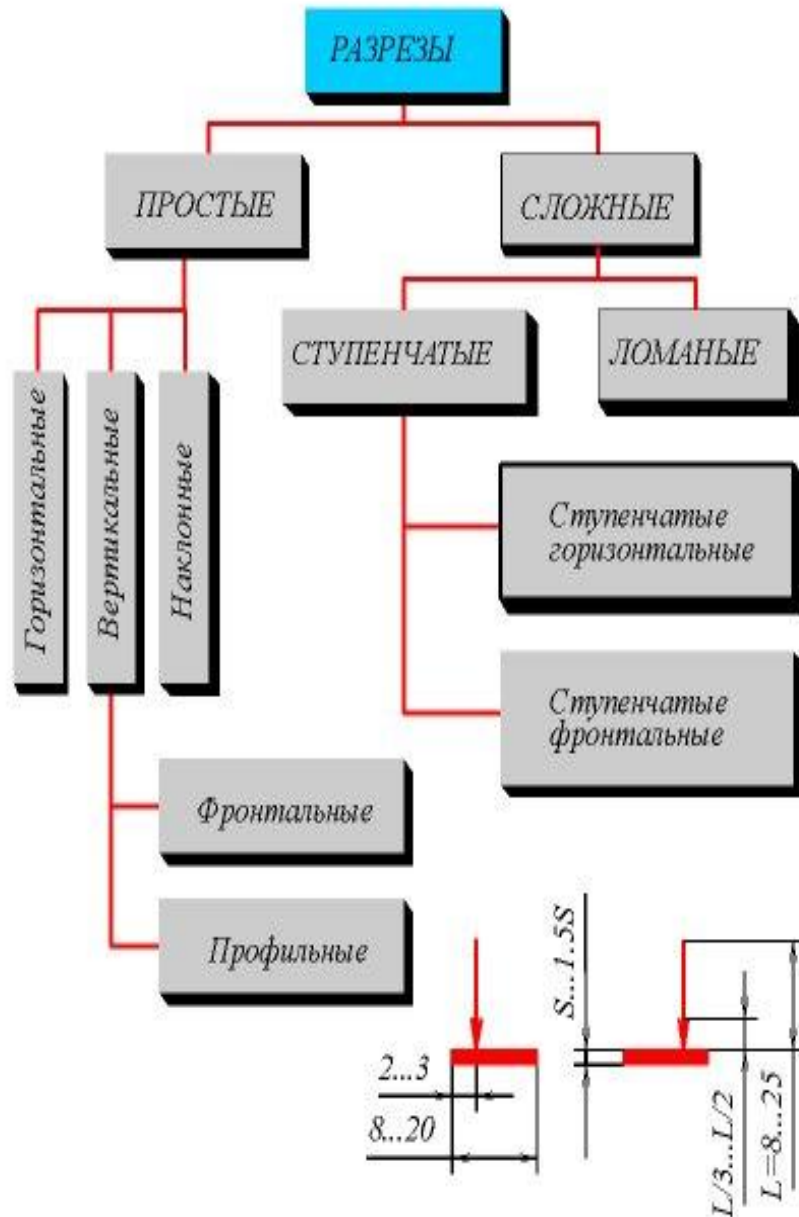 РАЗРЕЗЫ
ПРОСТЫЕ
СЛОЖНЫЕ
СТУПЕНЧАТЫЕ
ЛОМАНЫЕ
Горизонтальные
Вертикальные
Наклонные
Ступенчатые
горизонтальные
Ступенчатые
фронтальные
Фронтальные
Профильные
2...3
8...20
S...1.5S
L/3...L/2
L=8...25